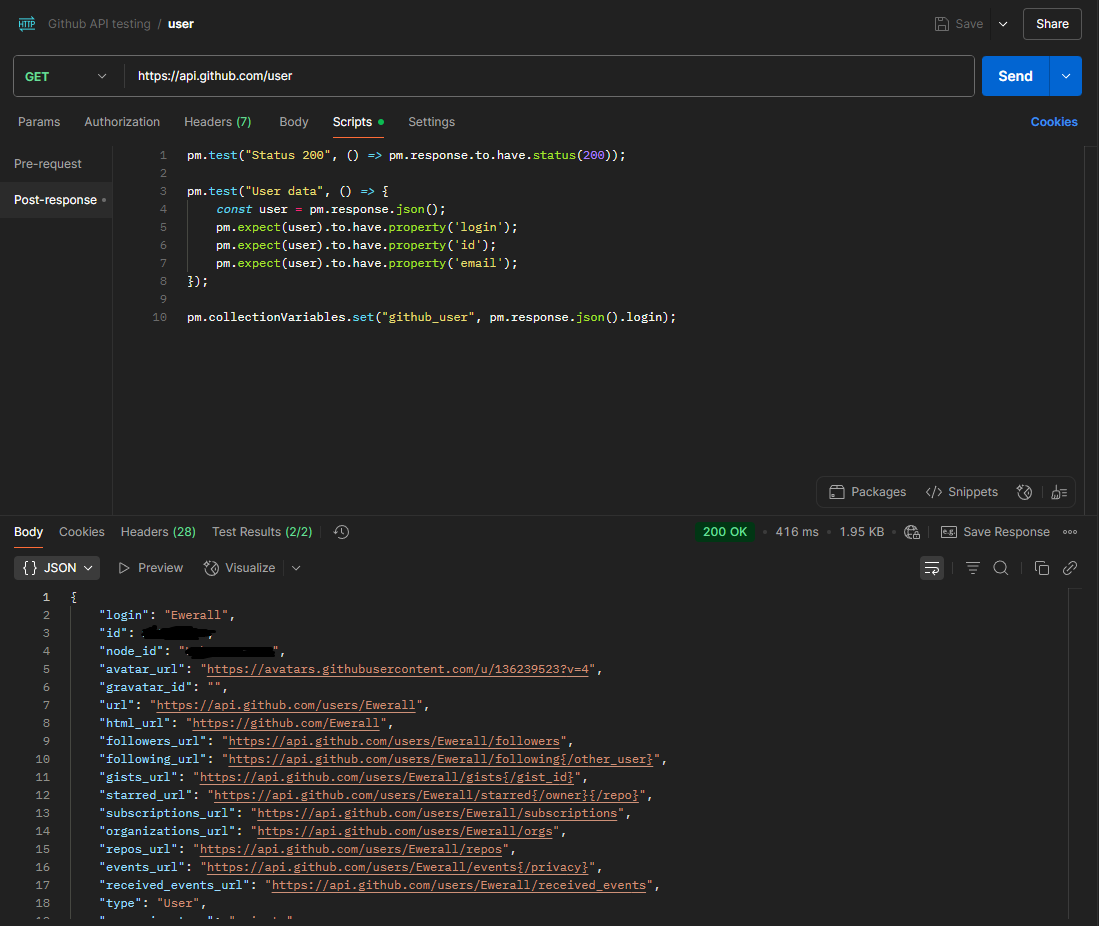 HTTP Github API testing / user Save Share
GET https://api.github.com/user Send
Params Authorization Headers (7) Body Scripts Settings Cookies
Pre-request
Post-response
1 pm.test("Status 200", () => pm.response.to.have.status(200));
2
3 pm.test("User data", () => {
4 const user = pm.response.json();
5 pm.expect(user).to.have.property('login');
6 pm.expect(user).to.have.property('id');
7 pm.expect(user).to.have.property('email');
8 });
9
10 pm.collectionVariables.set("github_user", pm.response.json().login);
Packages </> Snippets
Body Cookies Headers (28) Test Results (2/2) 200 OK • 416 ms • 1.95 KB • e.g. Save Response
{} JSON Preview Visualize
1 {
2 "login": "Ewerall",
3 "id": ,
4 "node_id": "",
5 "avatar_url": "https://avatars.githubusercontent.com/u/136239523?v=4",
6 "gravatar_id": "",
7 "url": "https://api.github.com/users/Ewerall",
8 "html_url": "https://github.com/Ewerall",
9 "followers_url": "https://api.github.com/users/Ewerall/followers",
10 "following_url": "https://api.github.com/users/Ewerall/following{/other_user}",
11 "gists_url": "https://api.github.com/users/Ewerall/gists{/gist_id}",
12 "starred_url": "https://api.github.com/users/Ewerall/starred{/owner}{/repo}",
13 "subscriptions_url": "https://api.github.com/users/Ewerall/subscriptions",
14 "organizations_url": "https://api.github.com/users/Ewerall/orgs",
15 "repos_url": "https://api.github.com/users/Ewerall/repos",
16 "events_url": "https://api.github.com/users/Ewerall/events{/privacy}",
17 "received_events_url": "https://api.github.com/users/Ewerall/received_events",
18 "type": "User",